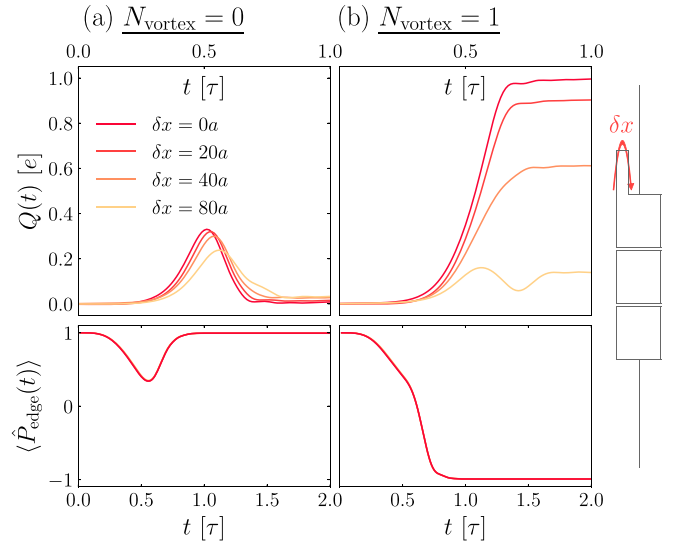 (a) N_vortex = 0
(b) N_vortex = 1
0.0 0.5 1.0
0.0 0.5 1.0
t [τ]
t [τ]
Q(t) [e]
1.0
0.8
0.6
0.4
0.2
0.0
δx = 0a
δx = 20a
δx = 40a
δx = 80a
δx
⟨P̂_edge(t)⟩
1
0
−1
0.0 0.5 1.0 1.5 2.0
0.0 0.5 1.0 1.5 2.0
t [τ]
t [τ]